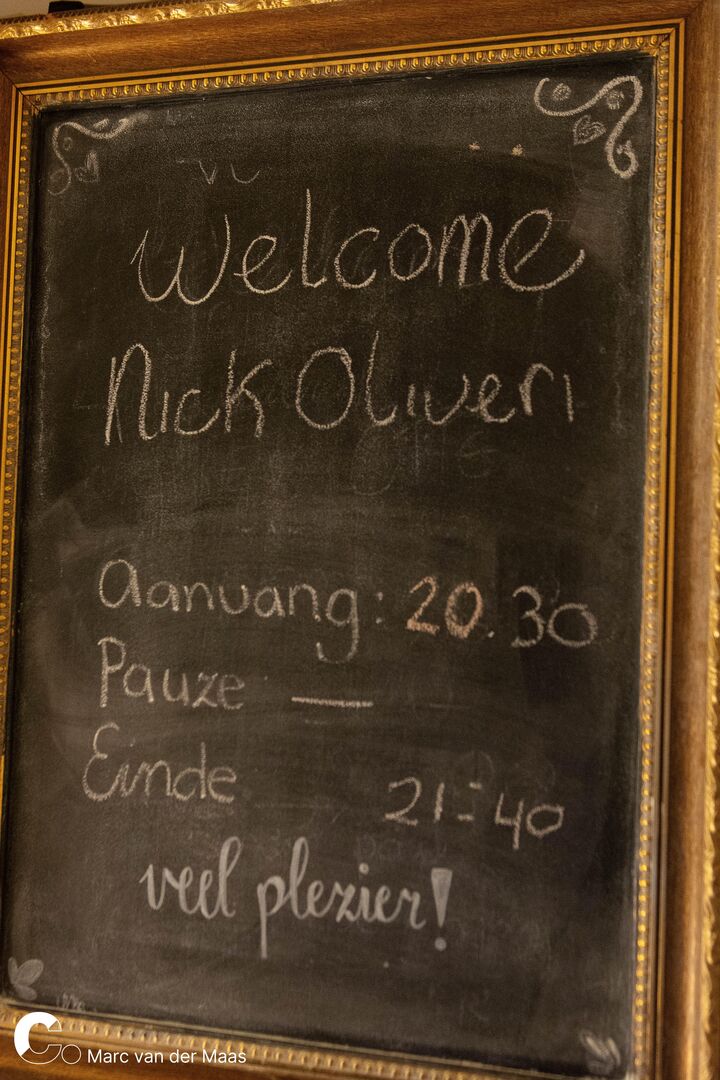 Welcome
Nick Oliveri
Aanvang: 20.30
Pauze —
Einde 21:40
veel plezier!
Marc van der Maas